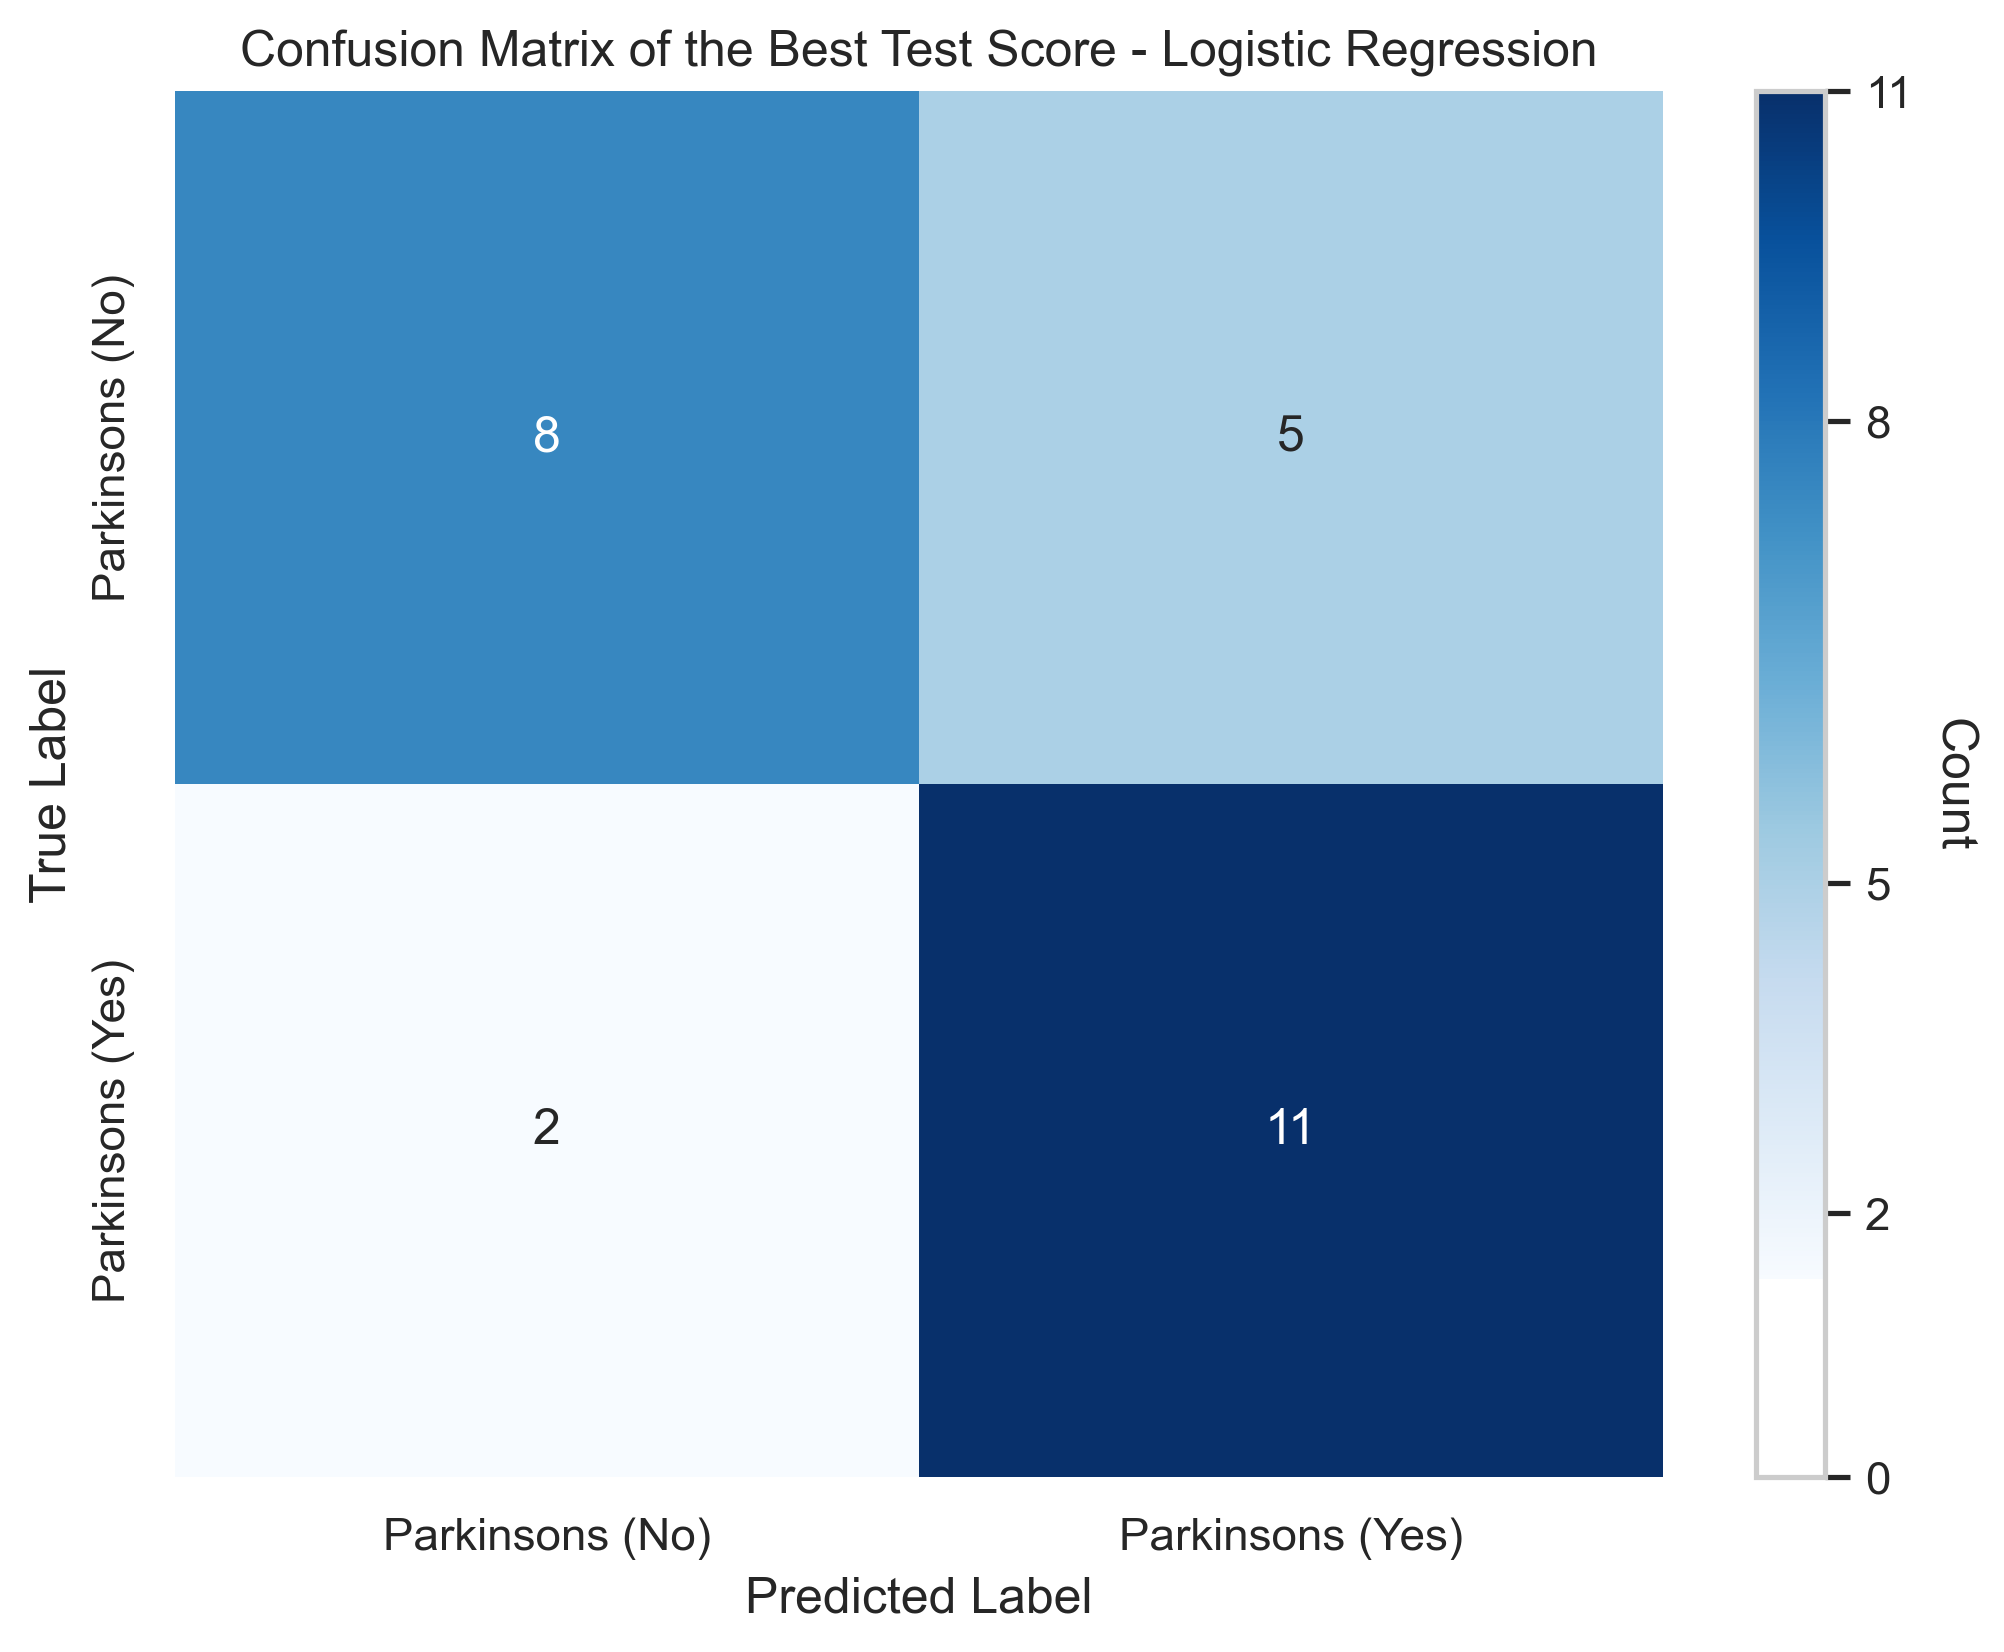 Confusion Matrix of the Best Test Score - Logistic Regression
True Label
Parkinsons (No)
Parkinsons (Yes)
8
5
2
11
Parkinsons (No)
Parkinsons (Yes)
Predicted Label
11
8
5
2
0
Count